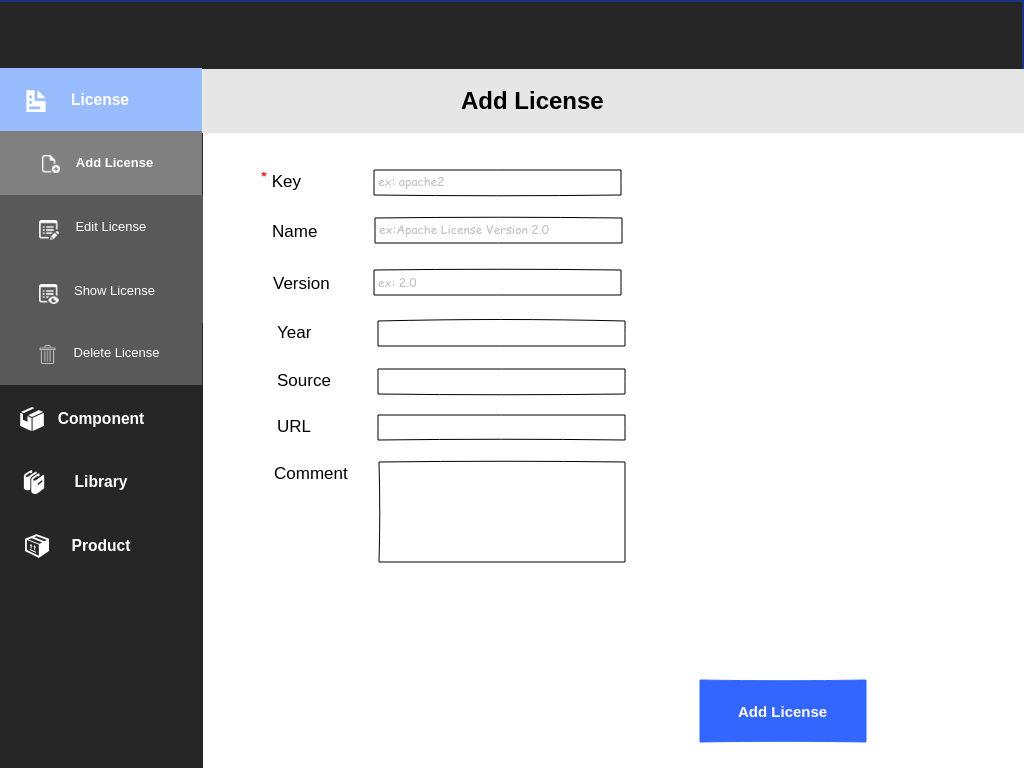 License
Add License
Add License
Edit License
Show License
Delete License
Component
Library
Product
* Key
ex: apache2
Name
ex:Apache License Version 2.0
Version
ex: 2.0
Year
Source
URL
Comment
Add License